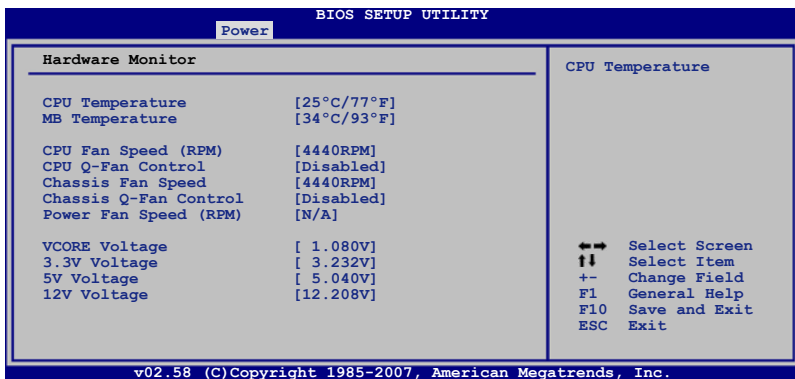 BIOS SETUP UTILITY
Power
Hardware Monitor
CPU Temperature [25°C/77°F]
MB Temperature [34°C/93°F]
CPU Fan Speed (RPM) [4440RPM]
CPU Q-Fan Control [Disabled]
Chassis Fan Speed [4440RPM]
Chassis Q-Fan Control [Disabled]
Power Fan Speed (RPM) [N/A]
VCORE Voltage [ 1.080V]
3.3V Voltage [ 3.232V]
5V Voltage [ 5.040V]
12V Voltage [12.208V]
CPU Temperature
←→ Select Screen
↑↓ Select Item
+- Change Field
F1 General Help
F10 Save and Exit
ESC Exit
v02.58 (C)Copyright 1985-2007, American Megatrends, Inc.